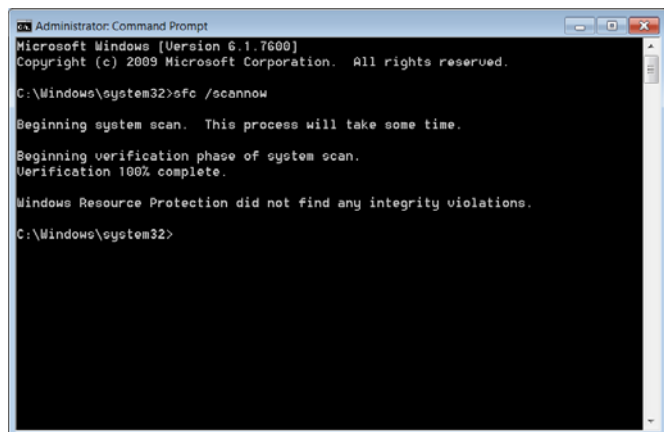 Administrator: Command Prompt
Microsoft Windows [Version 6.1.7600]
Copyright (c) 2009 Microsoft Corporation.  All rights reserved.
C:\Windows\system32>sfc /scannow
Beginning system scan.  This process will take some time.
Beginning verification phase of system scan.
Verification 100% complete.
Windows Resource Protection did not find any integrity violations.
C:\Windows\system32>